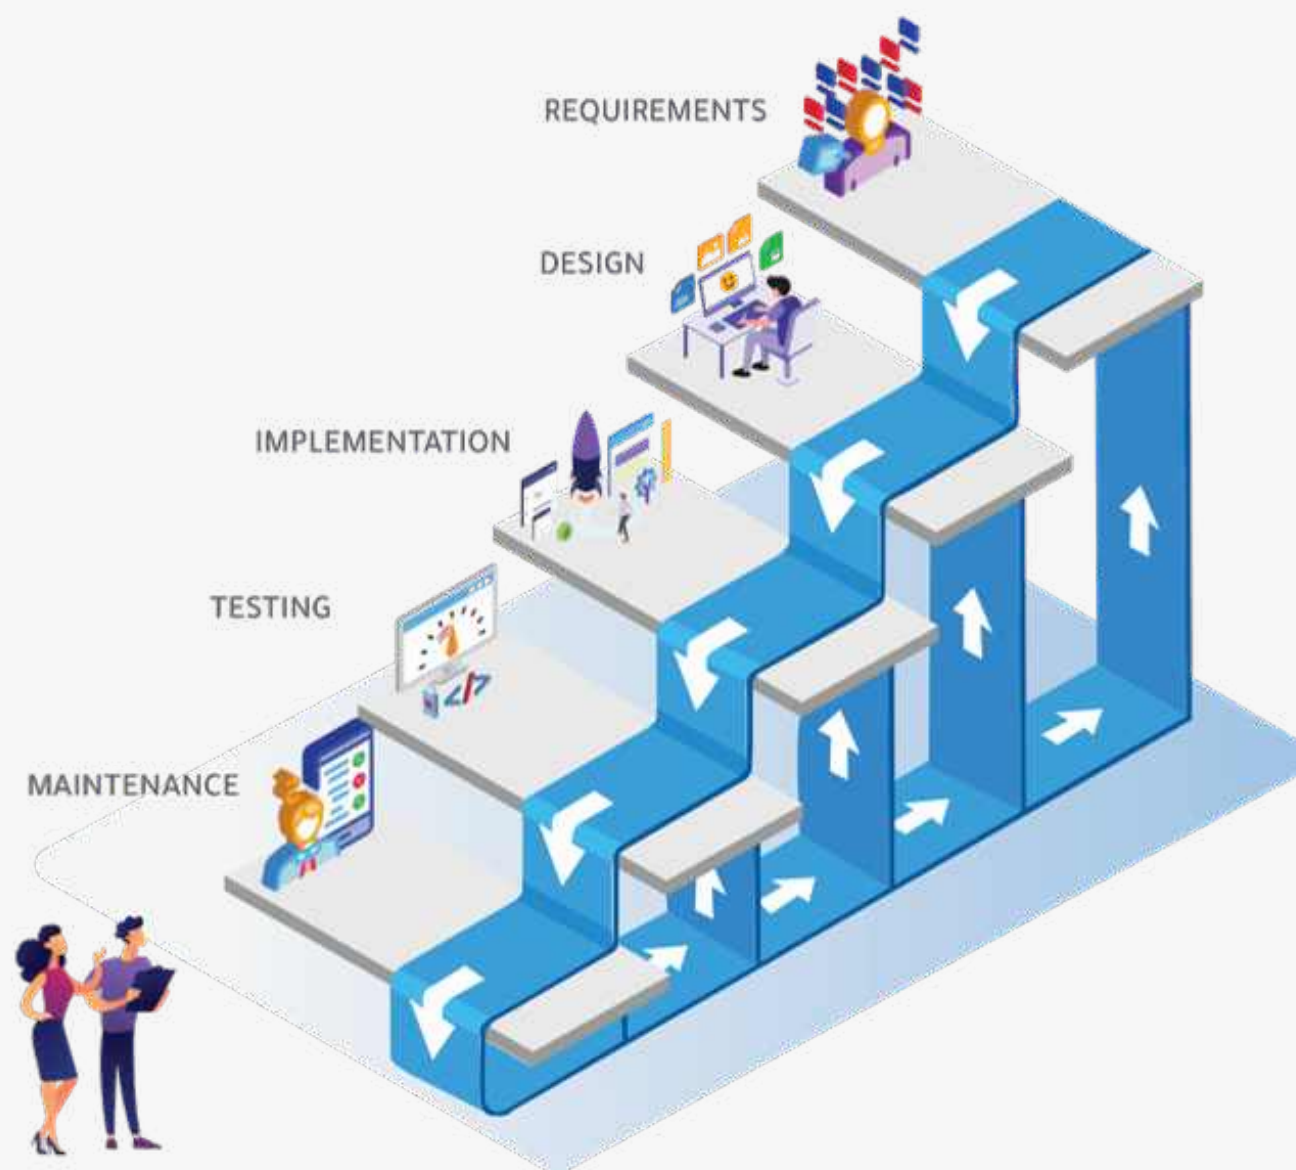 REQUIREMENTS
DESIGN
IMPLEMENTATION
TESTING
</>
MAINTENANCE